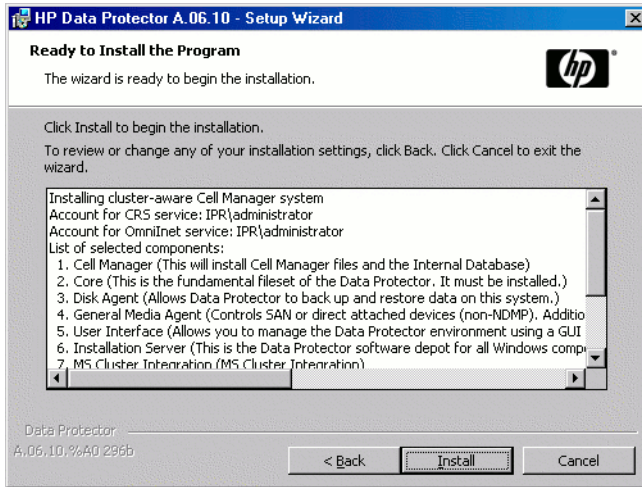 HP Data Protector A.06.10 - Setup Wizard
Ready to Install the Program
The wizard is ready to begin the installation.
hp
Click Install to begin the installation.
To review or change any of your installation settings, click Back. Click Cancel to exit the
wizard.
Installing cluster-aware Cell Manager system
Account for CRS service: IPR\administrator
Account for OmniInet service: IPR\administrator
List of selected components:
1. Cell Manager (This will install Cell Manager files and the Internal Database)
2. Core (This is the fundamental fileset of the Data Protector. It must be installed.)
3. Disk Agent (Allows Data Protector to back up and restore data on this system.)
4. General Media Agent (Controls SAN or direct attached devices (non-NDMP). Additio
5. User Interface (Allows you to manage the Data Protector environment using a GUI
6. Installation Server (This is the Data Protector software depot for all Windows comp
7. MS Cluster Integration (MS Cluster Integration)
Data Protector
A.06.10.%A0 296b
< Back
Install
Cancel